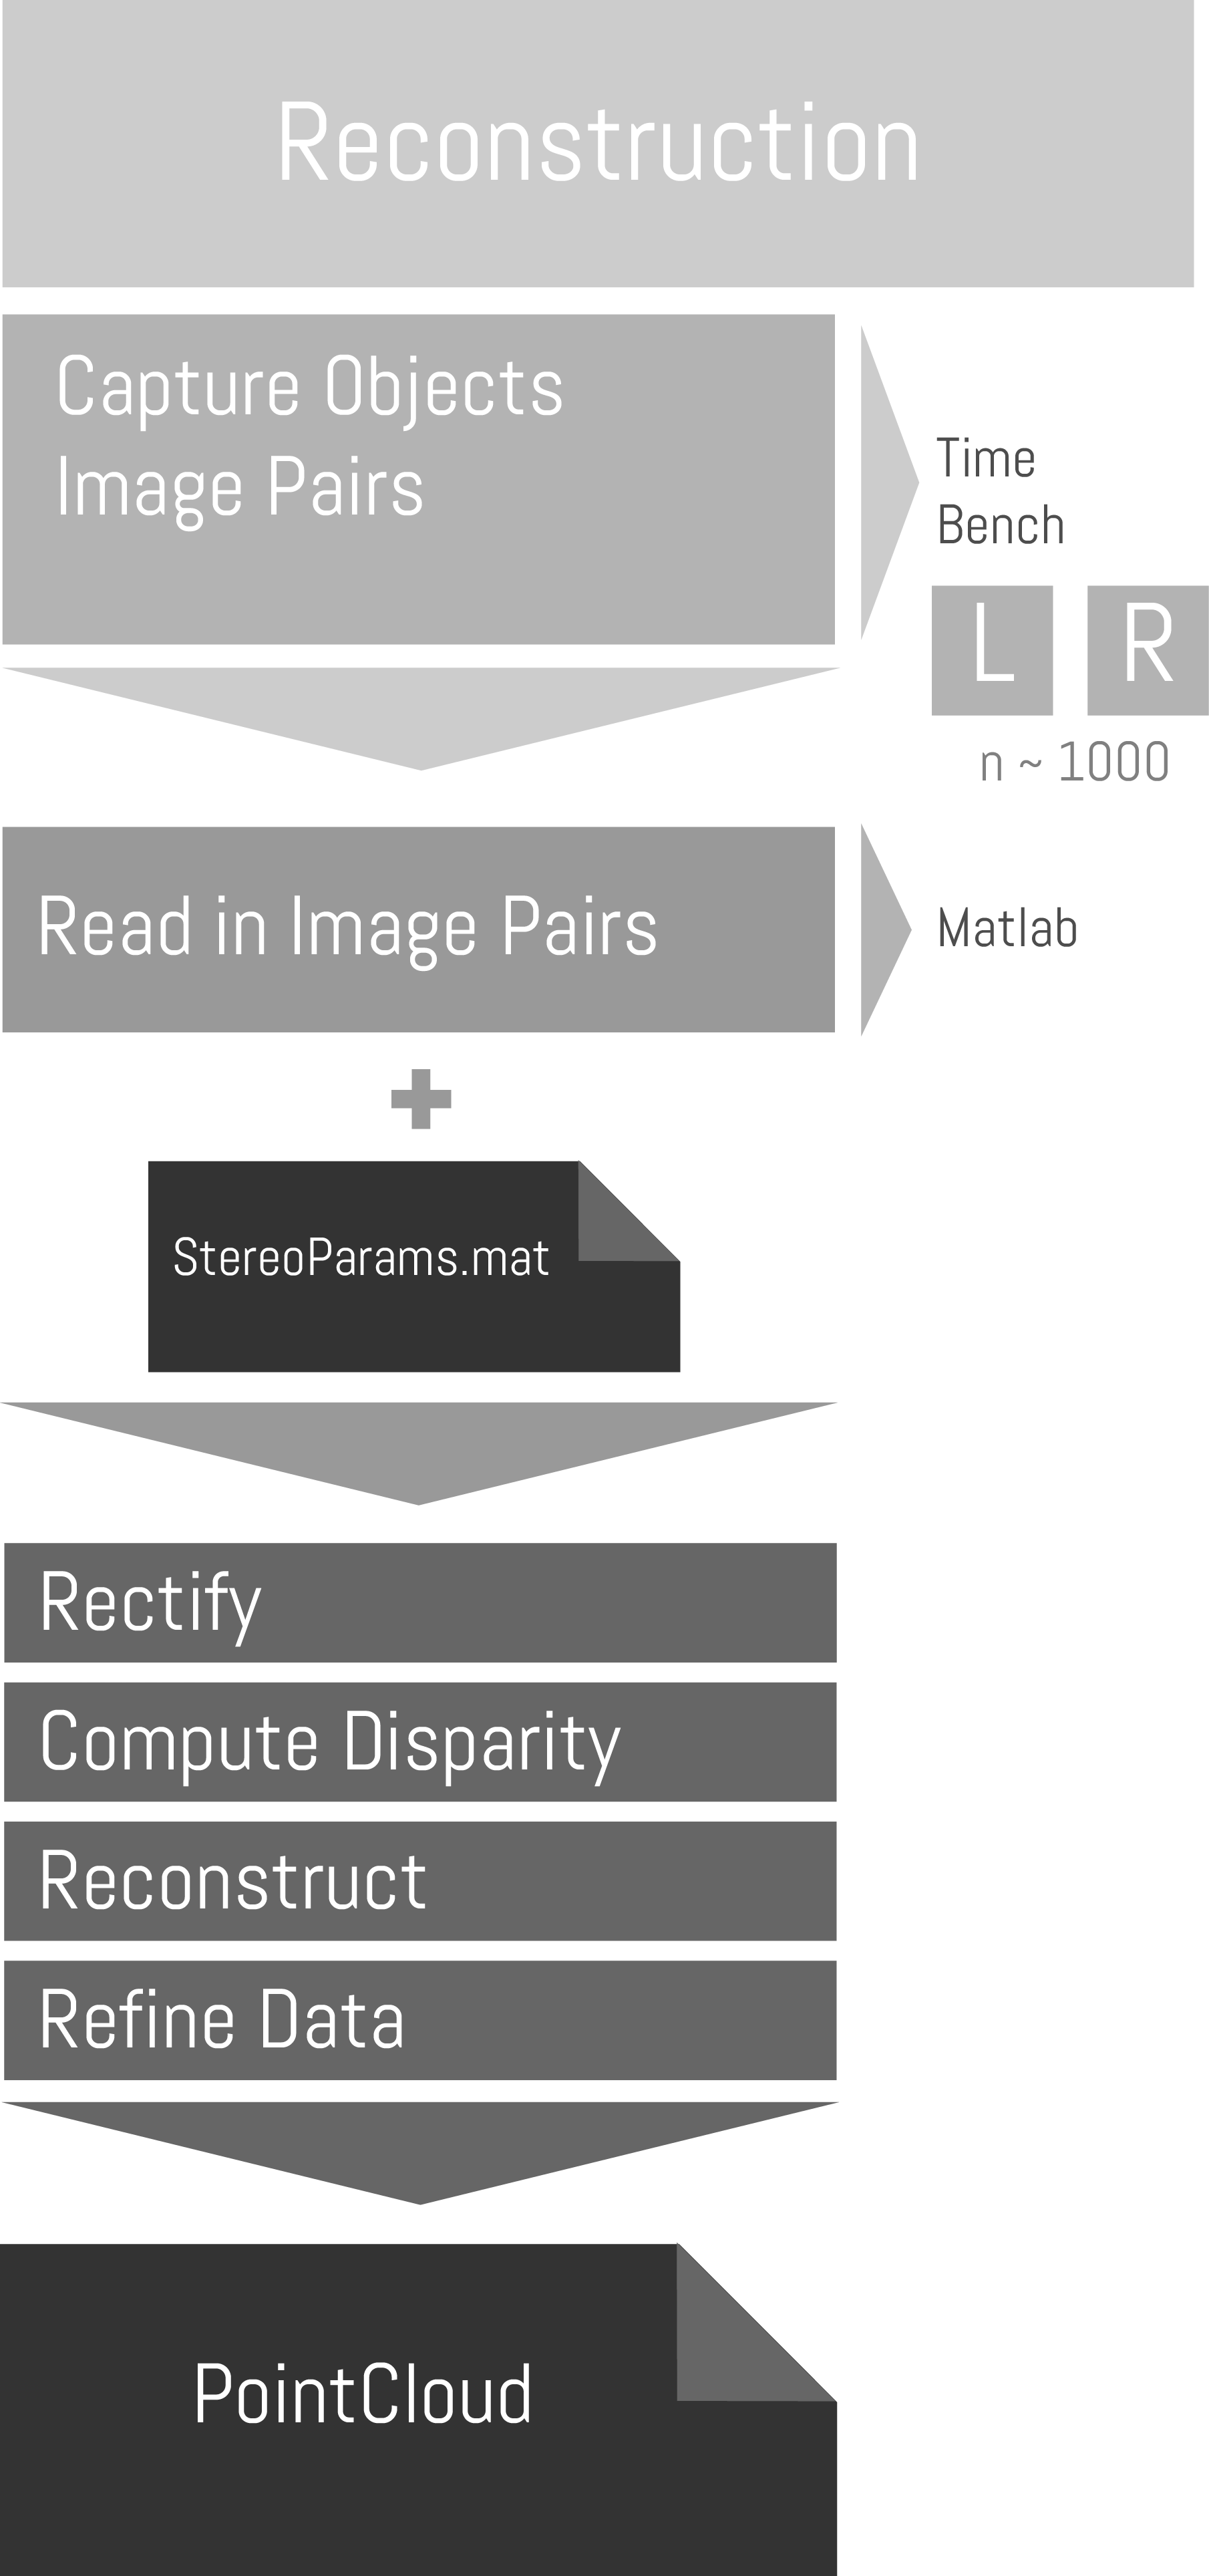 Reconstruction
Capture Objects
Image Pairs
Time
Bench
L R
n ~ 1000
Read in Image Pairs
Matlab
StereoParams.mat
Rectify
Compute Disparity
Reconstruct
Refine Data
PointCloud